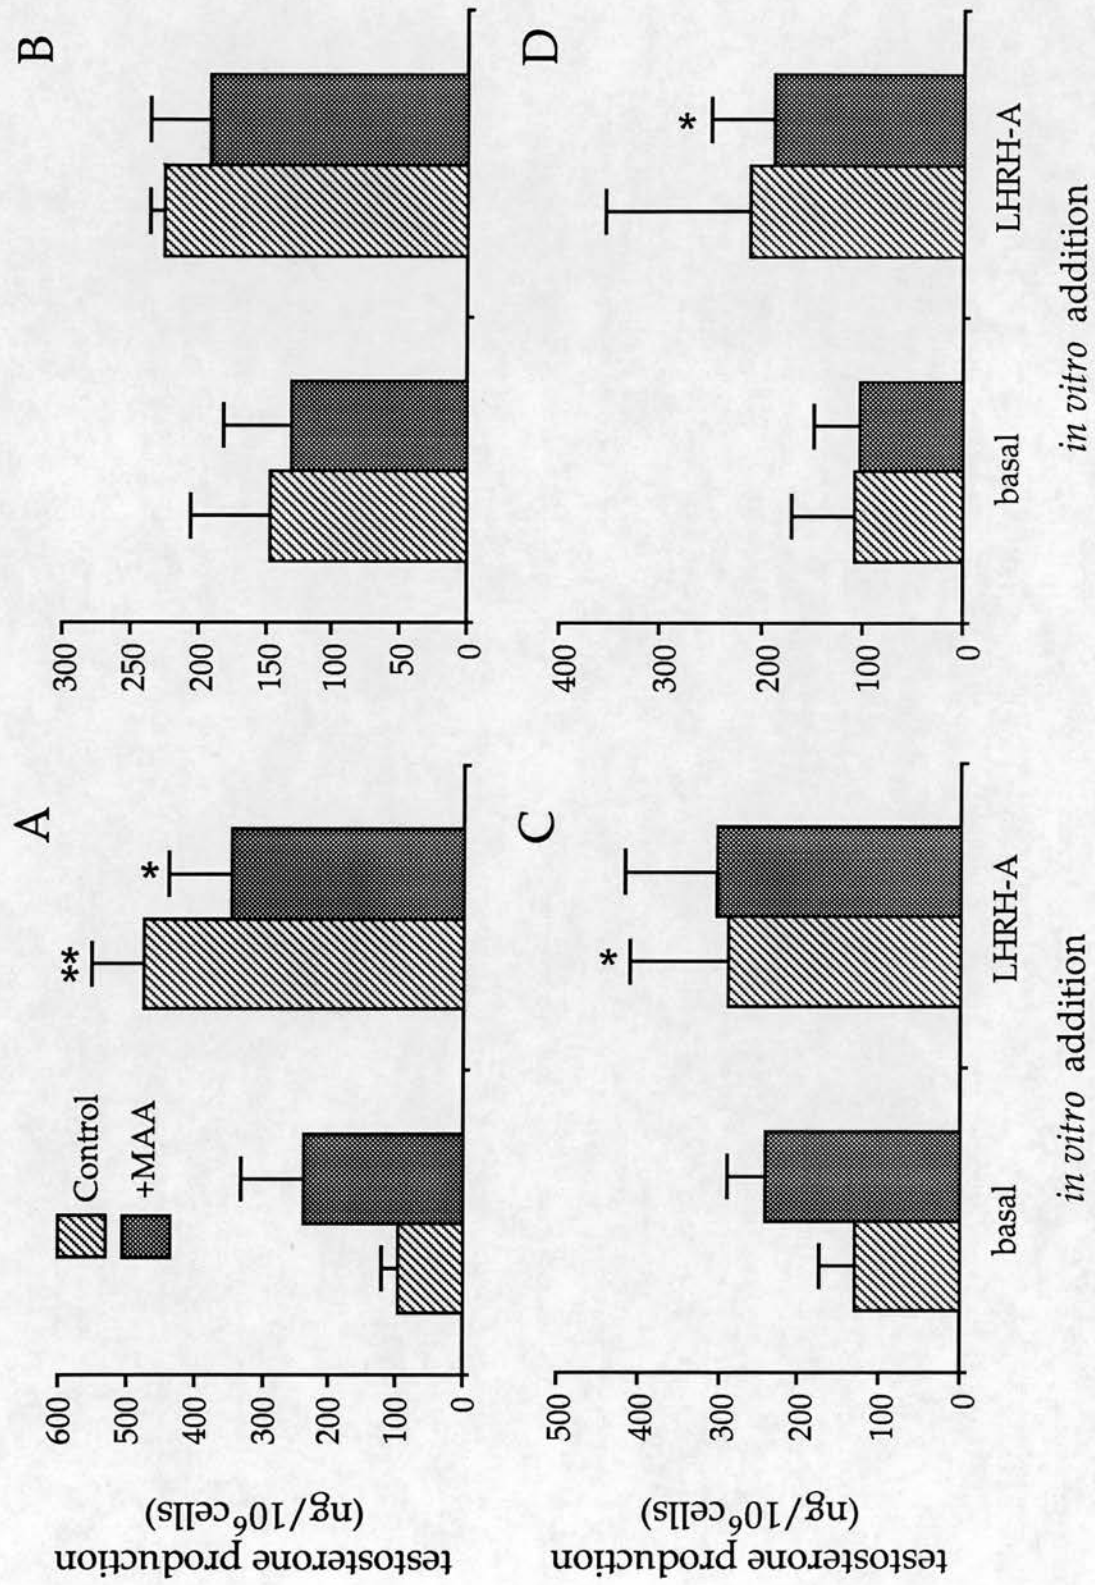 A
Control
+MAA
**
*
600
500
400
300
200
100
0
testosterone production
(ng/10⁶cells)
B
300
250
200
150
100
50
0
C
*
500
400
300
200
100
0
testosterone production
(ng/10⁶cells)
basal
LHRH-A
in vitro addition
D
*
400
300
200
100
0
basal
LHRH-A
in vitro addition